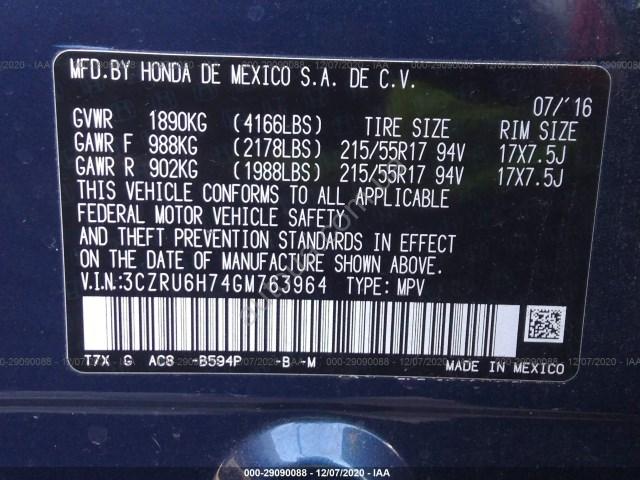 MFD.BY HONDA DE MEXICO S.A. DE C.V.
07/'16
GVWR 1890KG (4166LBS) TIRE SIZE RIM SIZE
GAWR F 988KG (2178LBS) 215/55R17 94V 17X7.5J
GAWR R 902KG (1988LBS) 215/55R17 94V 17X7.5J
THIS VEHICLE CONFORMS TO ALL APPLICABLE
FEDERAL MOTOR VEHICLE SAFETY
AND THEFT PREVENTION STANDARDS IN EFFECT
ON THE DATE OF MANUFACTURE SHOWN ABOVE.
V.I.N.:3CZRU6H74GM763964 TYPE: MPV
T7X G AC8 -B594P -B -M
MADE IN MEXICO
000-29090088 - 12/07/2020 - IAA